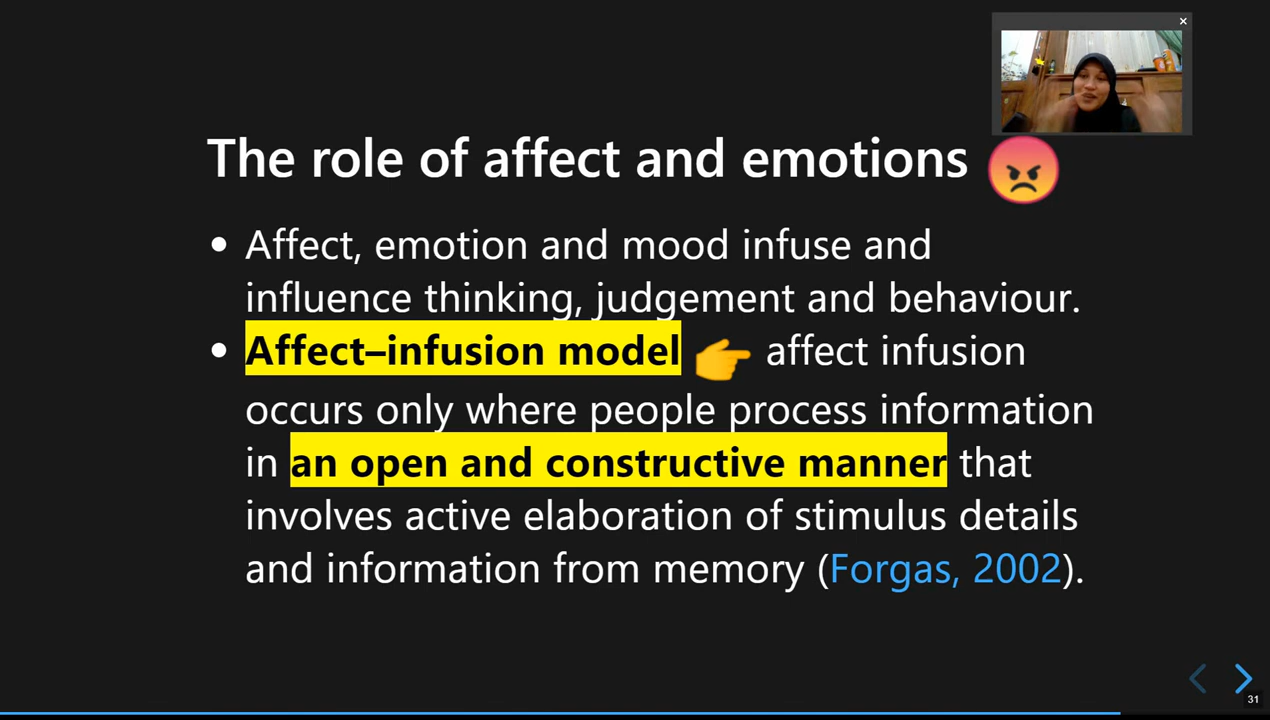 The role of affect and emotions 😡
• Affect, emotion and mood infuse and
influence thinking, judgement and behaviour.
• Affect–infusion model 👉 affect infusion
occurs only where people process information
in an open and constructive manner that
involves active elaboration of stimulus details
and information from memory (Forgas, 2002).
31